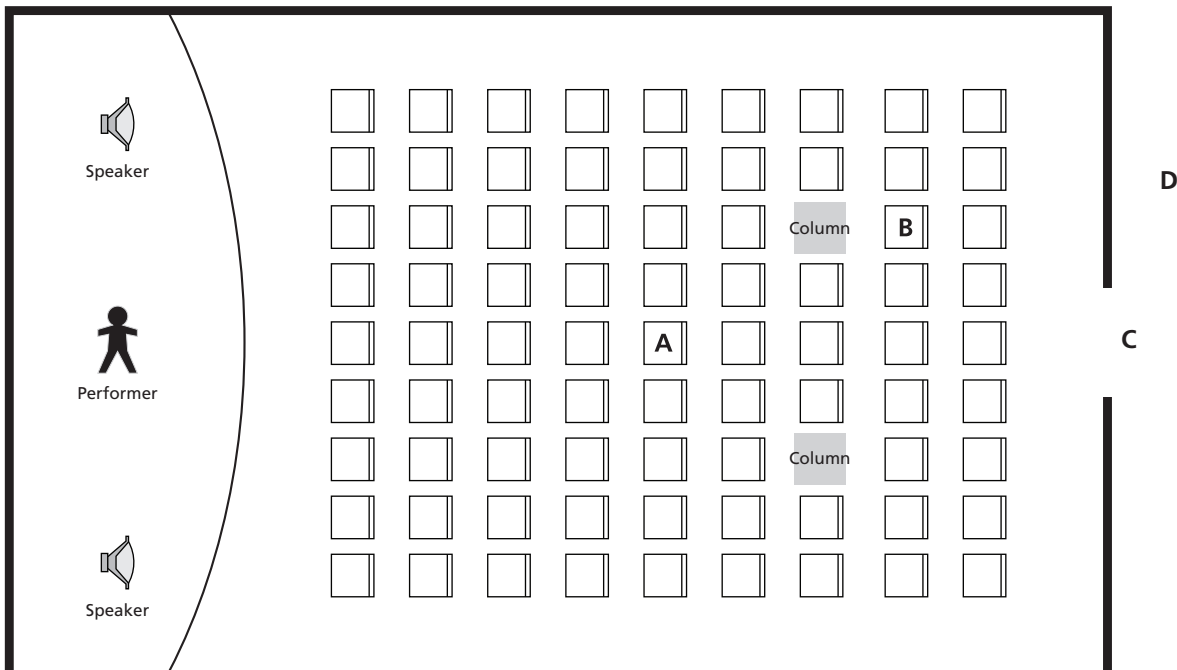 Speaker
D
Column
B
A
C
Performer
Column
Speaker